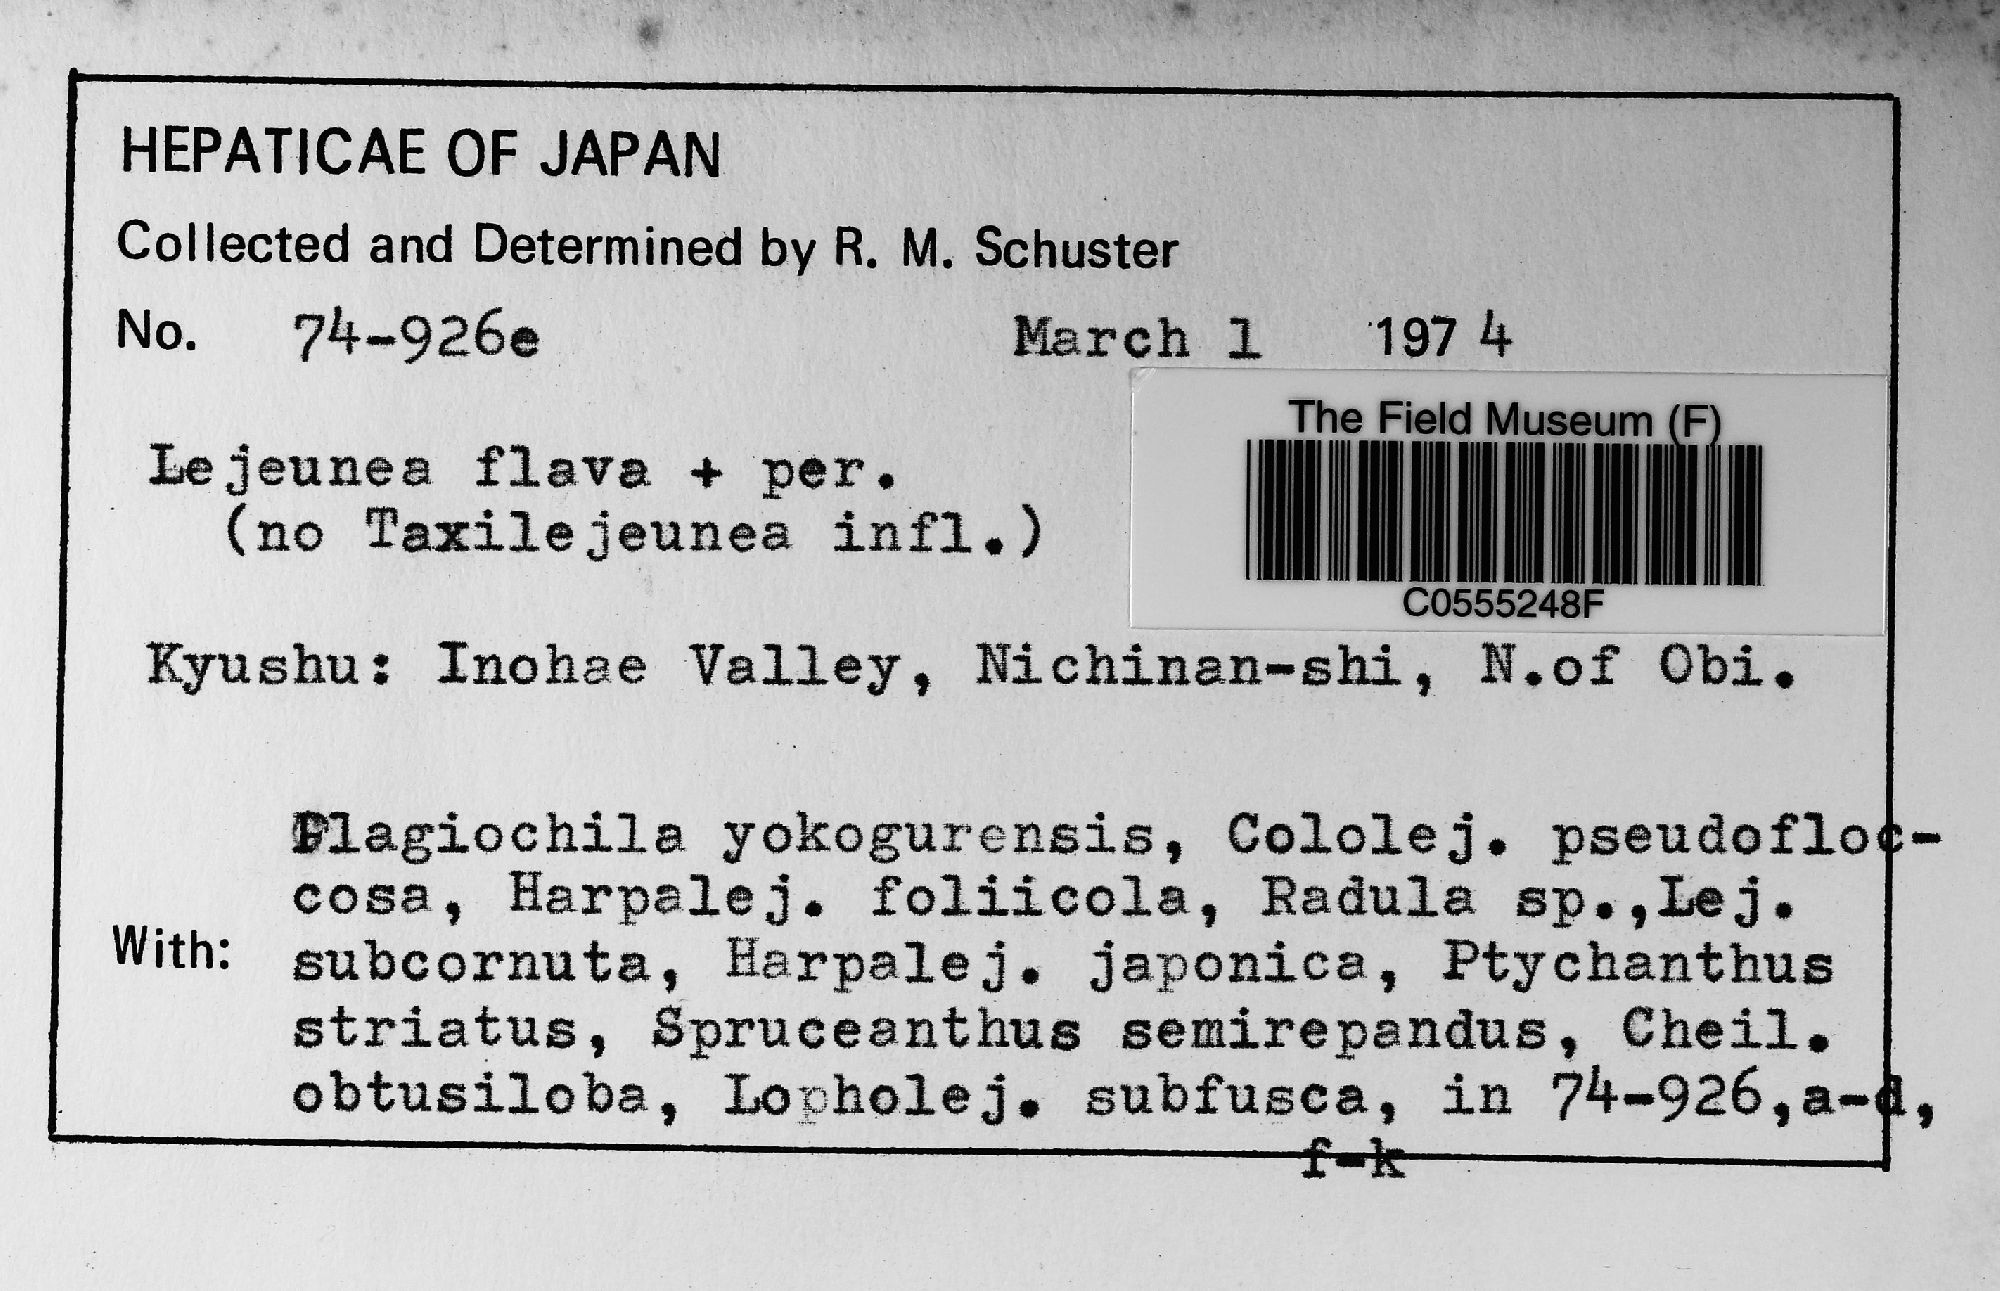 HEPATICAE OF JAPAN
Collected and Determined by R. M. Schuster
No. 74-926e March 1 1974
The Field Museum (F)
C0555248F
Lejeunea flava + per.
(no Taxilejeunea infl.)
Kyushu: Inohae Valley, Nichinan-shi, N.of Obi.
With:
Plagiochila yokogurensis, Cololej. pseudofloc-
cosa, Harpalej. foliicola, Radula sp.,Lej.
subcornuta, Harpalej. japonica, Ptychanthus
striatus, Spruceanthus semirepandus, Cheil.
obtusiloba, Lopholej. subfusca, in 74-926,a-d,
f-k